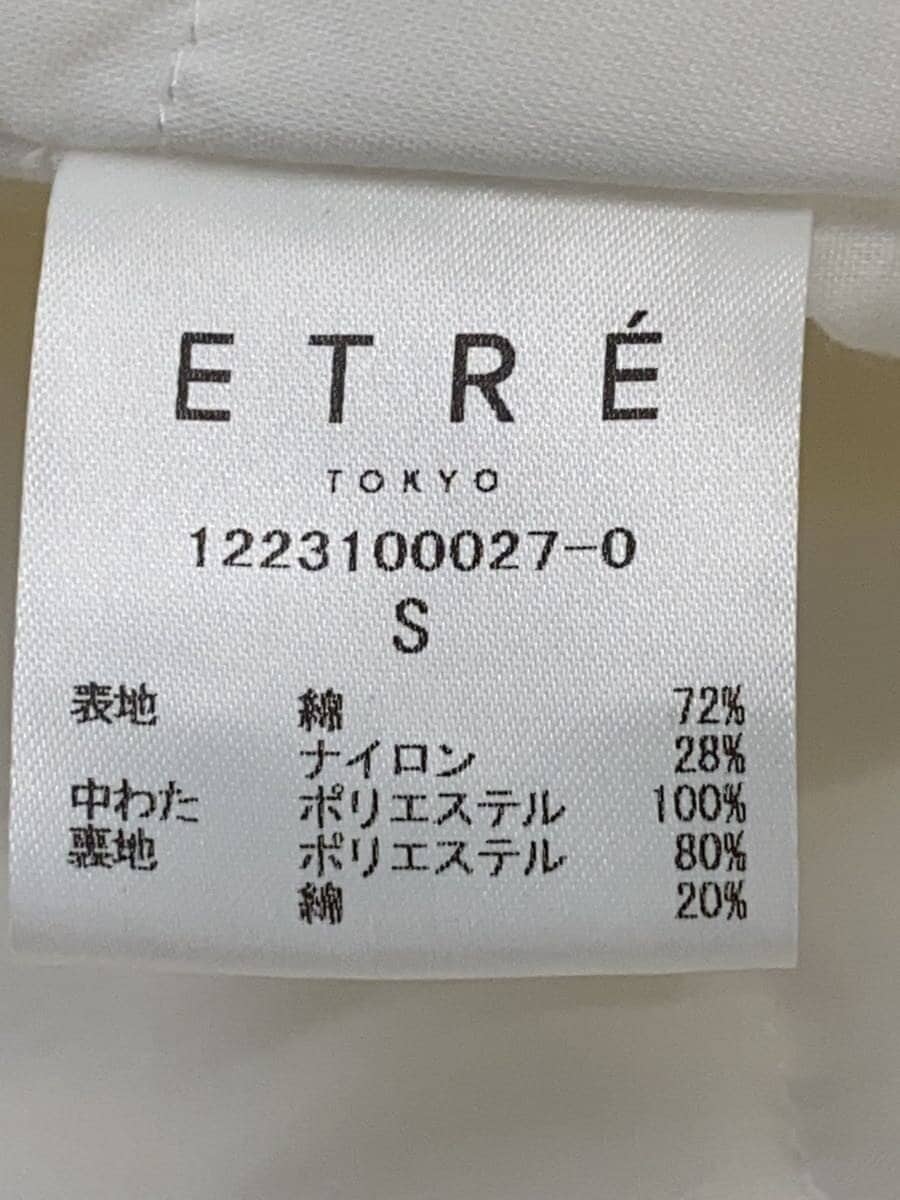 ETRÉ
TOKYO
1223100027-0
S
表地 綿 72%
ナイロン 28%
中わた ポリエステル 100%
裏地 ポリエステル 80%
綿 20%